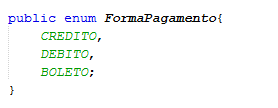 public enum FormaPagamento{
CREDITO,
DEBITO,
BOLETO;
}